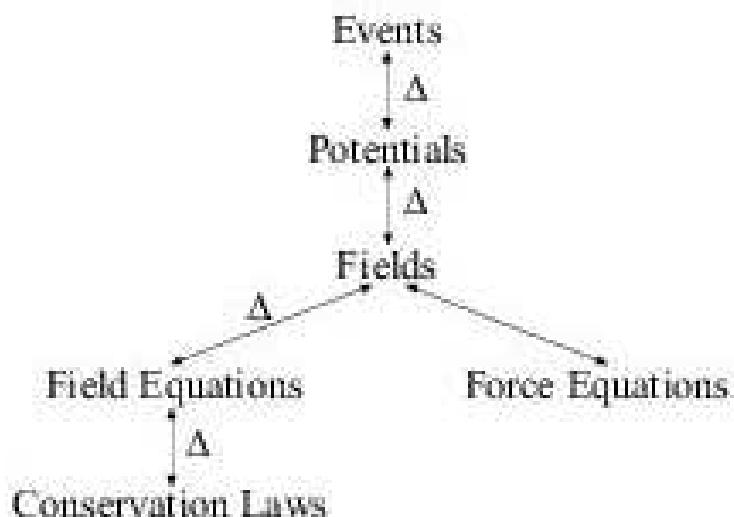 Events
Δ
Potentials
Δ
Fields
Δ
Field Equations
Force Equations
Δ
Conservation Laws